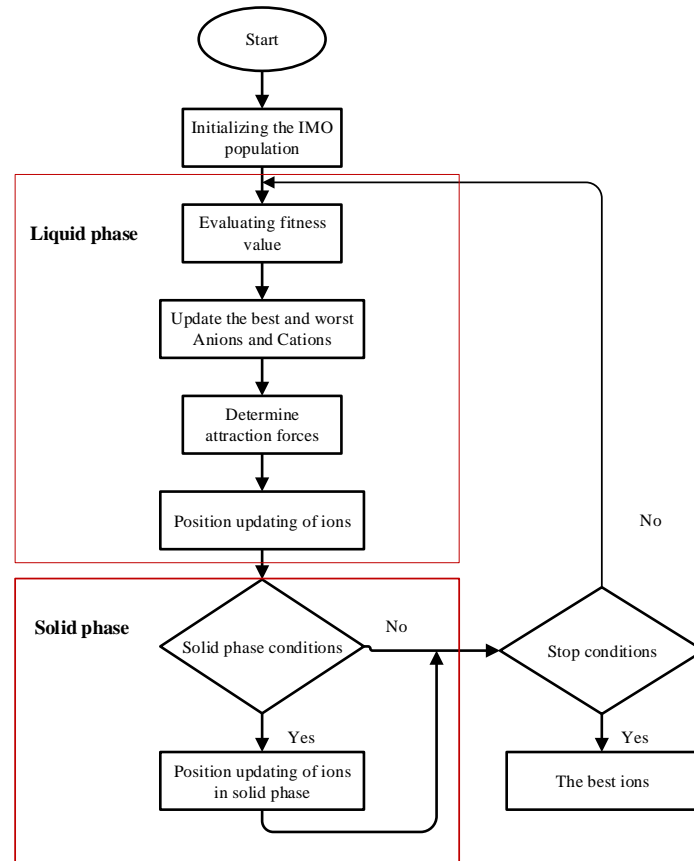 Start
Initializing the IMO
population
Liquid phase
Evaluating fitness
value
Update the best and worst
Anions and Cations
Determine
attraction forces
Position updating of ions
No
Solid phase
Solid phase conditions
No
Stop conditions
Yes
Yes
Position updating of ions
in solid phase
The best ions